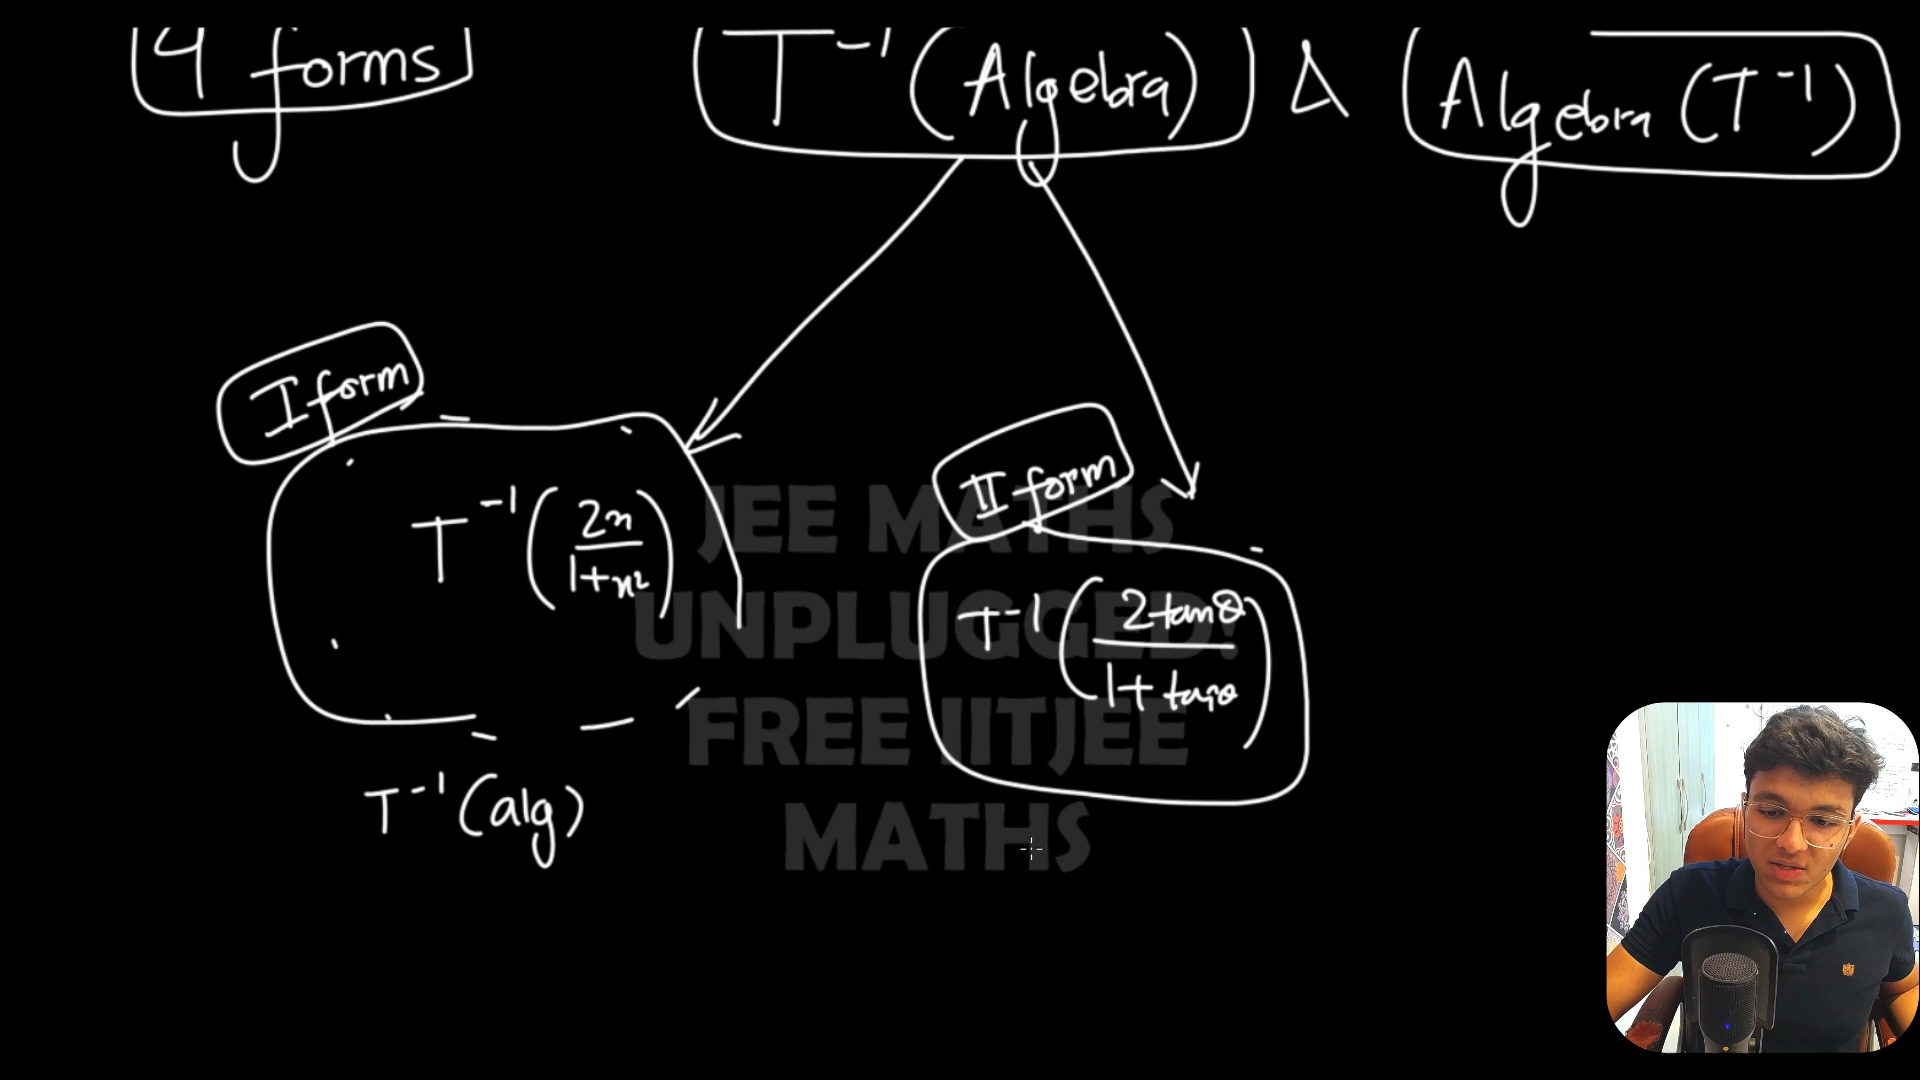 4 forms
T⁻¹(Algebra) & Algebra(T⁻¹)
I form
T⁻¹(2x/1+x²)
T⁻¹(alg)
II form
T⁻¹(2tanθ/1+tan²θ)
JEE MATHS
UNPLUGGED!
FREE IITJEE
MATHS